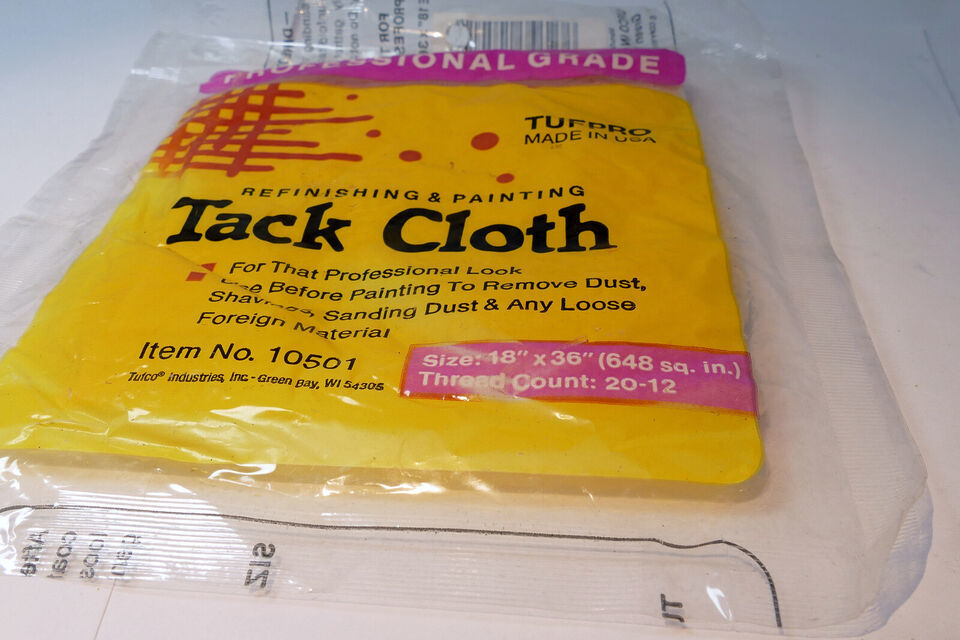 PROFESSIONAL GRADE
TUFPRO
MADE IN USA
REFINISHING & PAINTING
Tack Cloth
For That Professional Look
Use Before Painting To Remove Dust,
Shavings, Sanding Dust & Any Loose
Foreign Material
Item No. 10501
Tufco® Industries, Inc. - Green Bay, WI 54305
Size: 18" x 36" (648 sq. in.)
Thread Count: 20-12